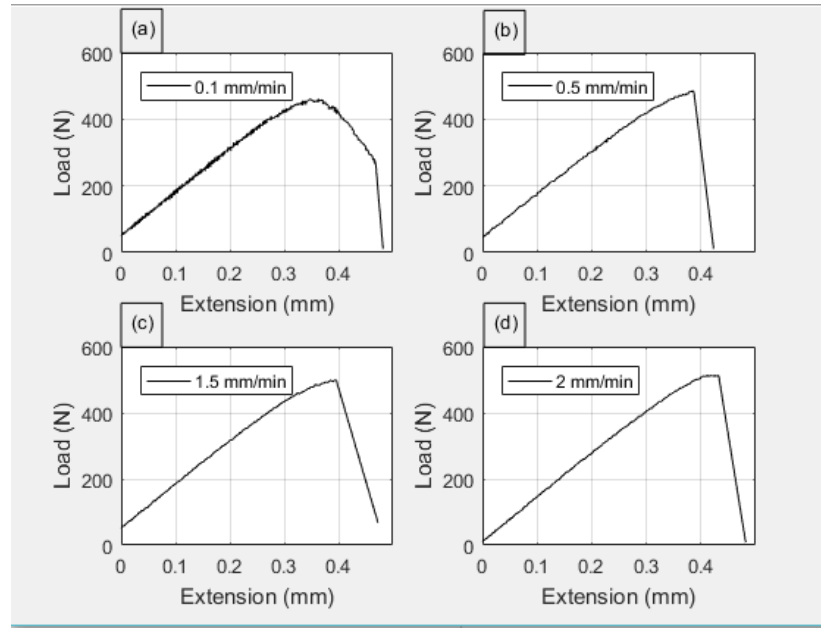 (a)
0.1 mm/min
600
400
200
0
Load (N)
0 0.1 0.2 0.3 0.4
Extension (mm)
(b)
0.5 mm/min
600
400
200
0
Load (N)
0 0.1 0.2 0.3 0.4
Extension (mm)
(c)
1.5 mm/min
600
400
200
0
Load (N)
0 0.1 0.2 0.3 0.4
Extension (mm)
(d)
2 mm/min
600
400
200
0
Load (N)
0 0.1 0.2 0.3 0.4
Extension (mm)